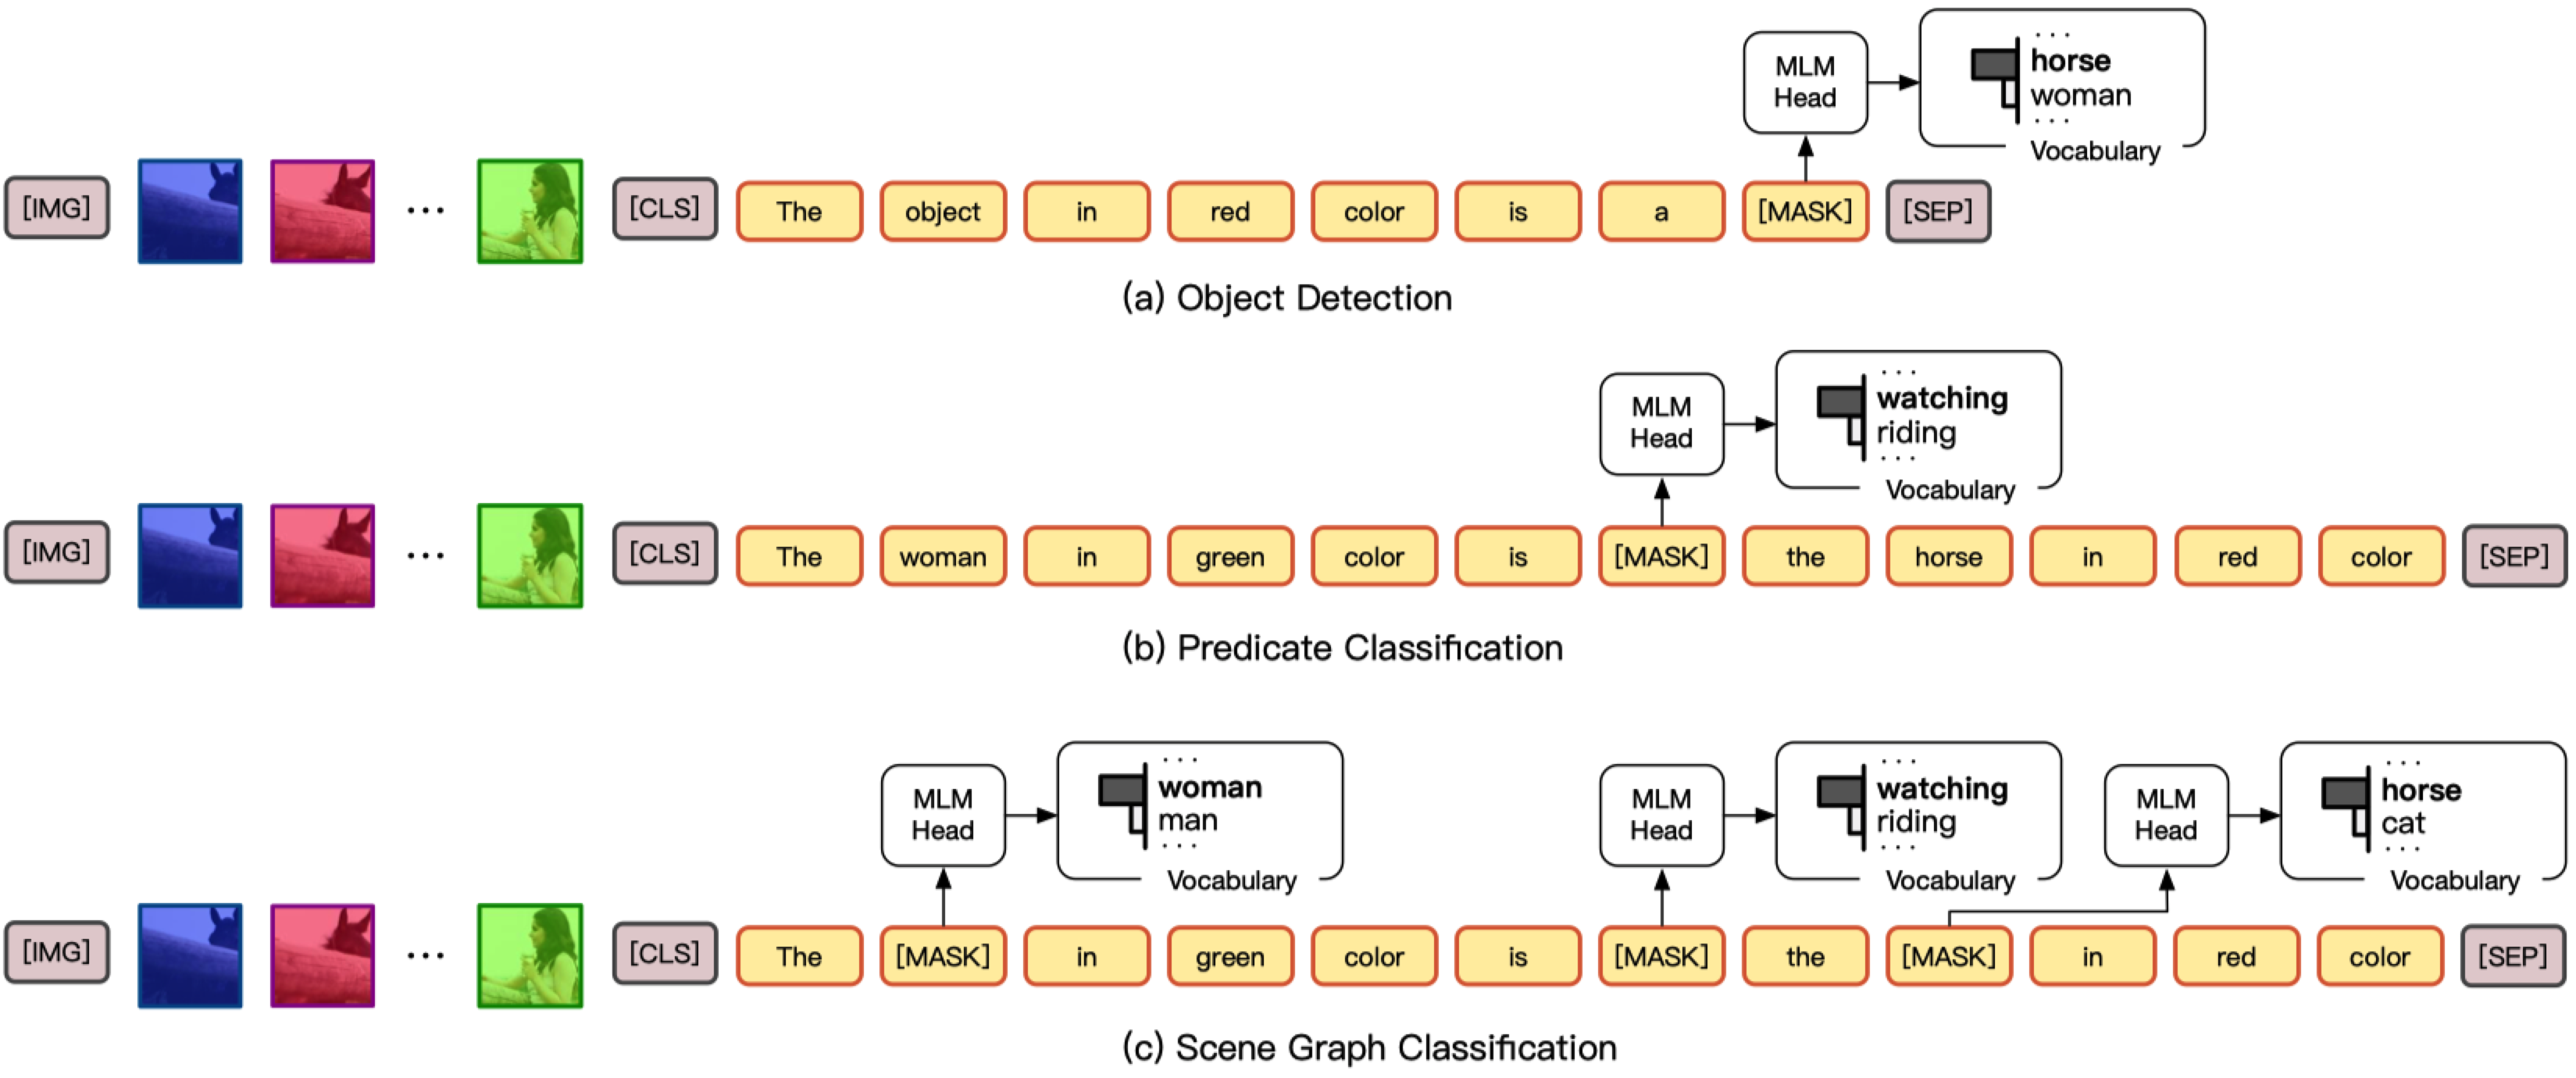 MLM
Head
. . .
horse
woman
. . .
Vocabulary
[IMG] ... [CLS] The object in red color is a [MASK] [SEP]
(a) Object Detection
MLM
Head
. . .
watching
riding
. . .
Vocabulary
[IMG] ... [CLS] The woman in green color is [MASK] the horse in red color [SEP]
(b) Predicate Classification
MLM
Head
. . .
woman
man
. . .
Vocabulary
MLM
Head
. . .
watching
riding
. . .
Vocabulary
MLM
Head
. . .
horse
cat
. . .
Vocabulary
[IMG] ... [CLS] The [MASK] in green color is [MASK] the [MASK] in red color [SEP]
(c) Scene Graph Classification